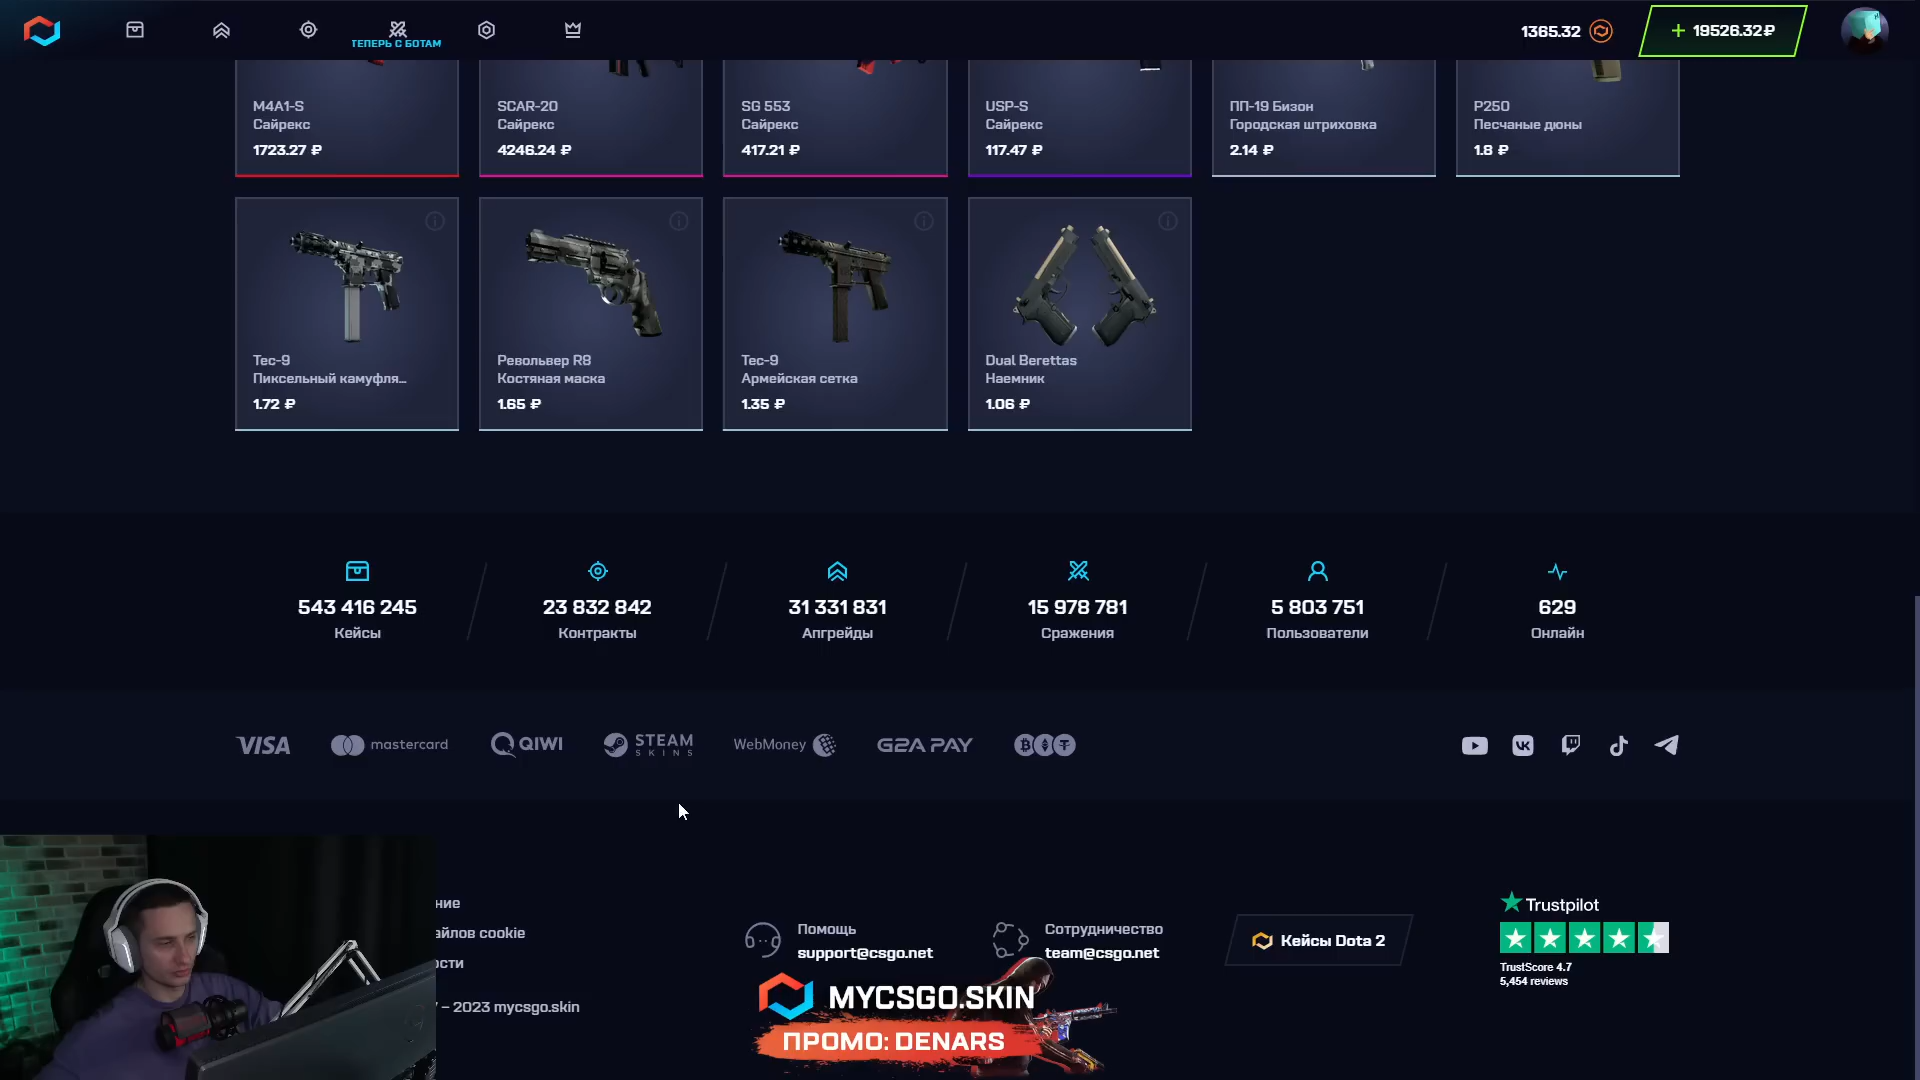 ТЕПЕРЬ С БОТАМ
1365.32
+ 19526.32₽
M4A1-S
Сайрекс
1723.27 ₽
SCAR-20
Сайрекс
4246.24 ₽
SG 553
Сайрекс
417.21 ₽
USP-S
Сайрекс
117.47 ₽
ПП-19 Бизон
Городская штриховка
2.14 ₽
P250
Песчаные дюны
1.8 ₽
Tec-9
Пиксельный камуфля...
1.72 ₽
Револьвер R8
Костяная маска
1.65 ₽
Tec-9
Армейская сетка
1.35 ₽
Dual Berettas
Наемник
1.06 ₽
543 416 245
Кейсы
23 832 842
Контракты
31 331 831
Апгрейды
15 978 781
Сражения
5 803 751
Пользователи
629
Онлайн
VISA
mastercard
QIWI
STEAM
SKINS
WebMoney
G2A PAY
ние
айлов cookie
ости
– 2023 mycsgo.skin
Помощь
support@csgo.net
Сотрудничество
team@csgo.net
Кейсы Dota 2
Trustpilot
TrustScore 4.7
5,454 reviews
MYCSGO.SKIN
ПРОМО: DENARS